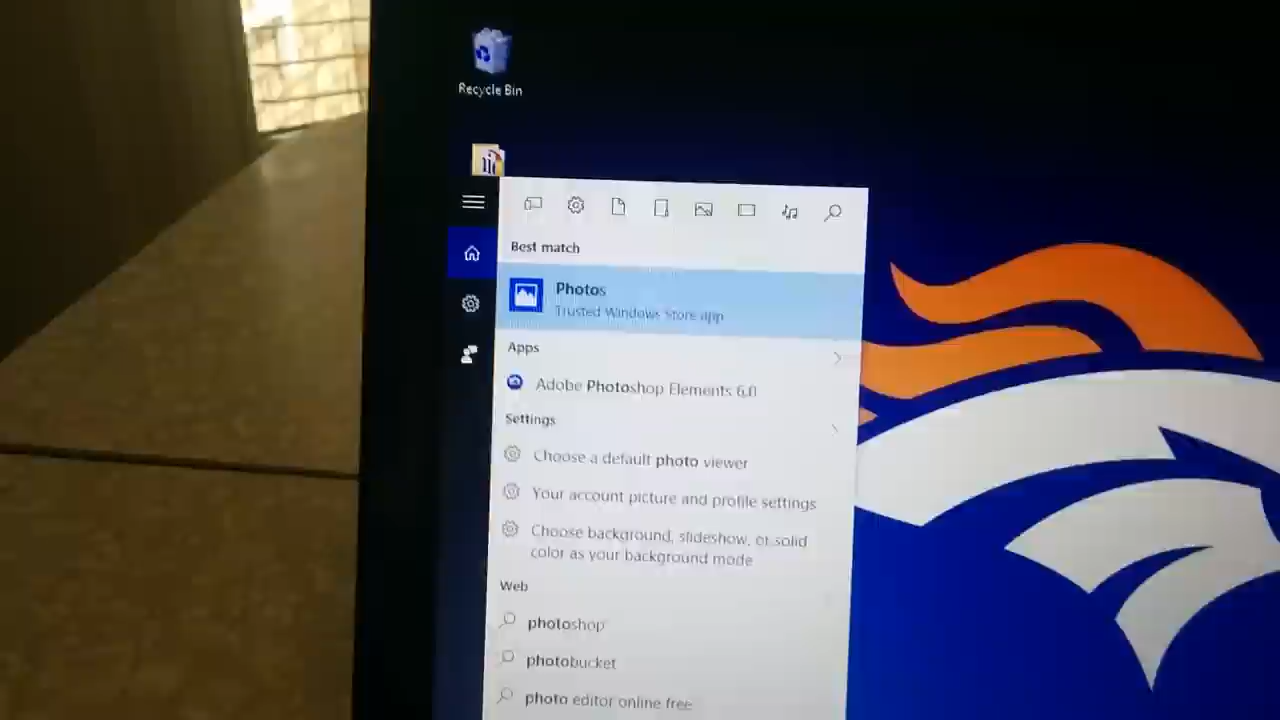 Recycle Bin
Best match
Photos
Trusted Windows Store app
Apps
Adobe Photoshop Elements 6.0
Settings
Choose a default photo viewer
Your account picture and profile settings
Choose background, slideshow, or solid
color as your background mode
Web
photoshop
photobucket
photo editor online free